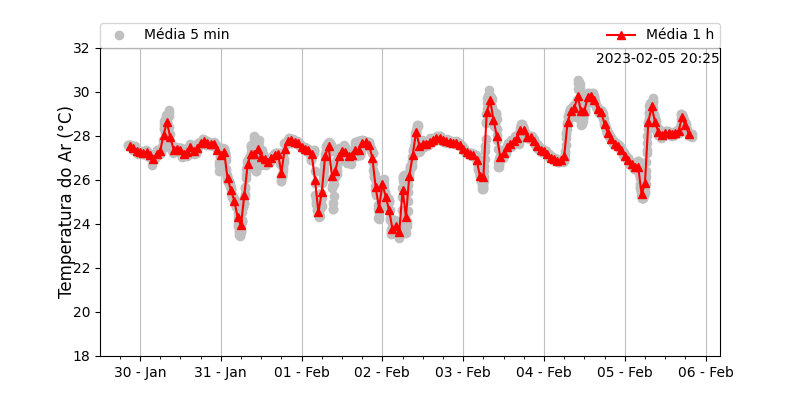 Média 5 min
Média 1 h
2023-02-05 20:25
Temperatura do Ar (°C)
32
30
28
26
24
22
20
18
30 - Jan
31 - Jan
01 - Feb
02 - Feb
03 - Feb
04 - Feb
05 - Feb
06 - Feb